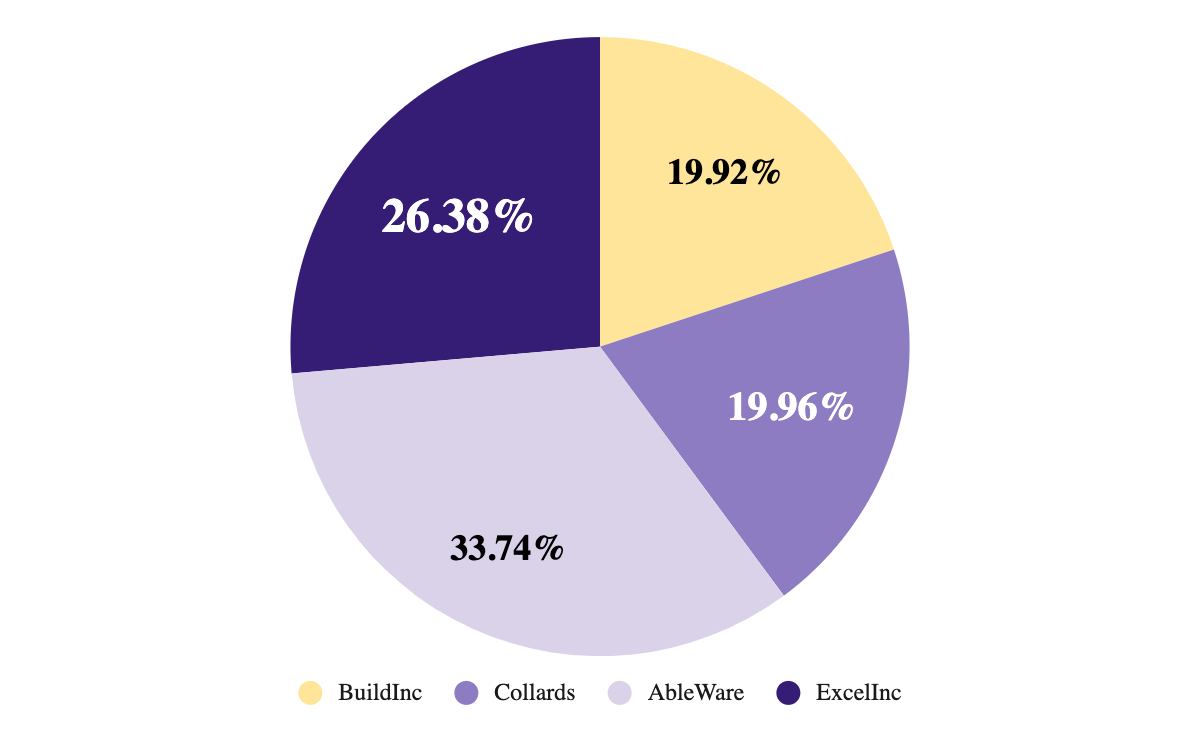 19.92%
26.38%
19.96%
33.74%
BuildInc Collards AbleWare ExcelInc